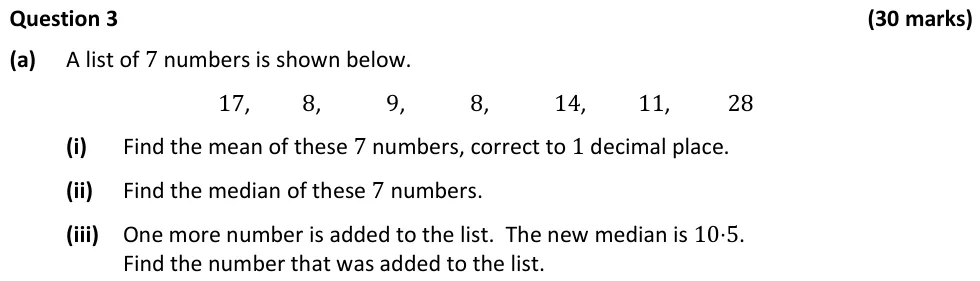 Question 3 (30 marks)
(a) A list of 7 numbers is shown below.
17, 8, 9, 8, 14, 11, 28
(i) Find the mean of these 7 numbers, correct to 1 decimal place.
(ii) Find the median of these 7 numbers.
(iii) One more number is added to the list. The new median is 10·5.
Find the number that was added to the list.